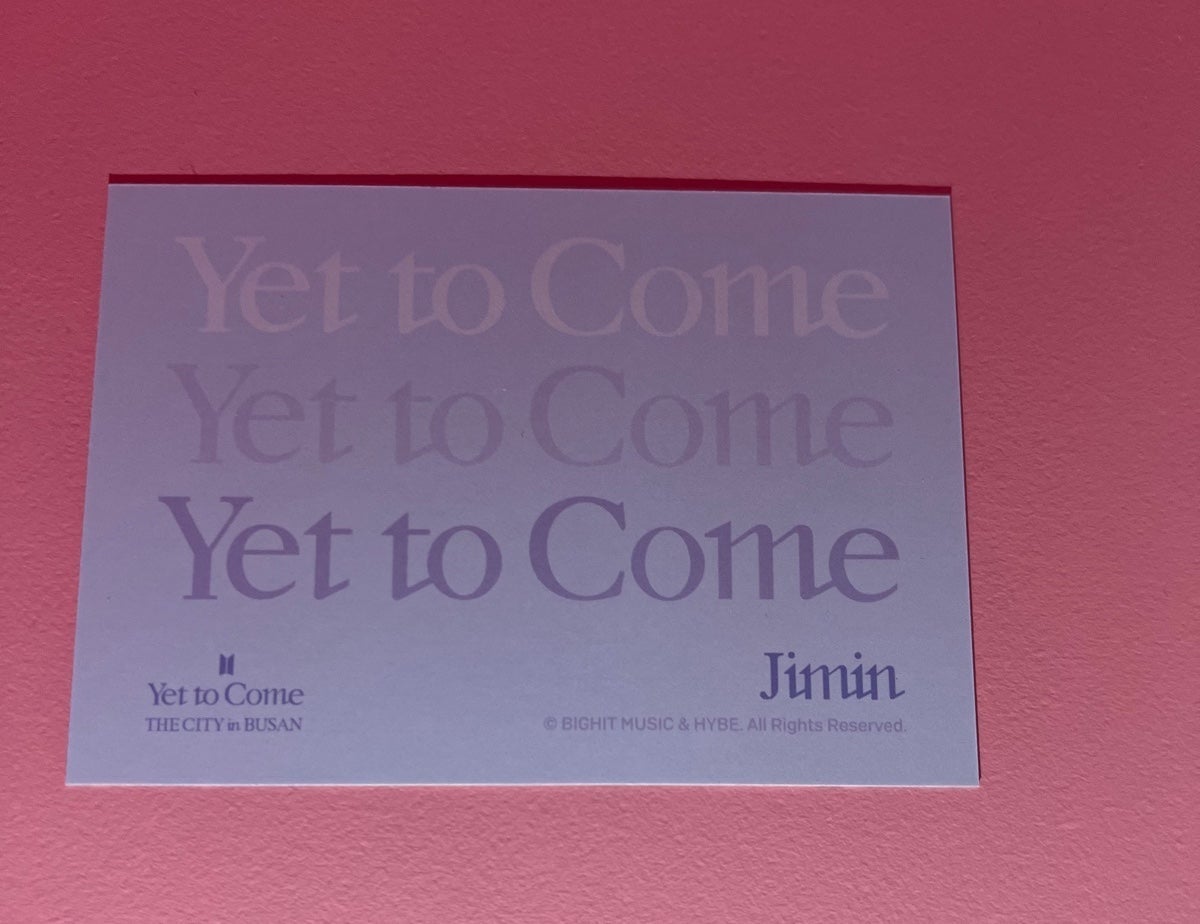 Yet to Come
Yet to Come
Yet to Come
Yet to Come
THE CITY in BUSAN
Jimin
© BIGHIT MUSIC & HYBE. All Rights Reserved.